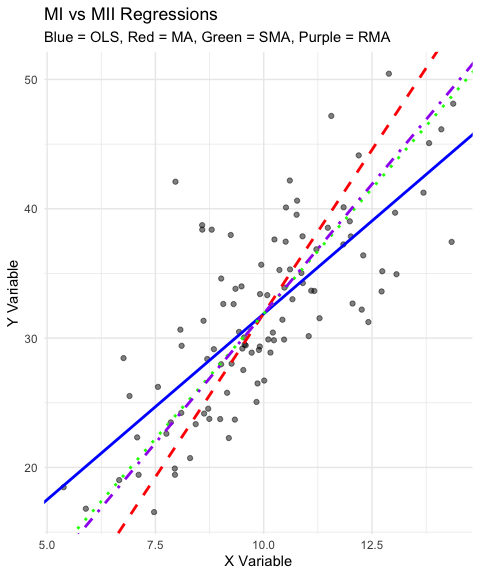 MI vs MII Regressions
Blue = OLS, Red = MA, Green = SMA, Purple = RMA
50
40
30
20
Y Variable
5.0 7.5 10.0 12.5
X Variable